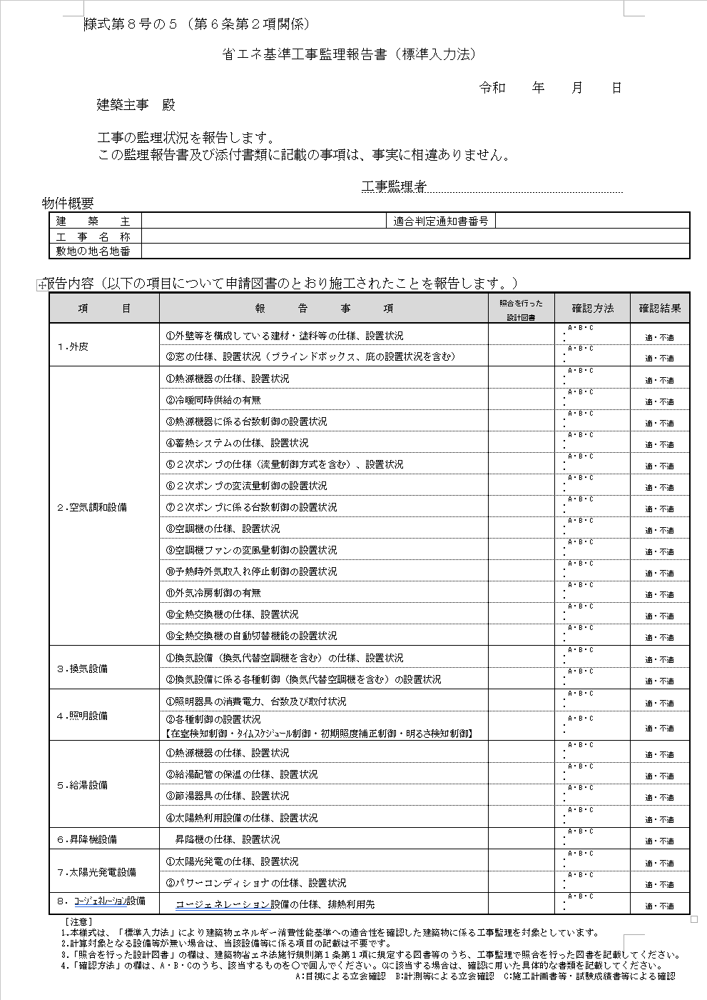 様式第８号の５（第６条第２項関係）
省エネ基準工事監理報告書（標準入力法）
令和　　年　　月　　日
建築主事　殿
工事の監理状況を報告します。
この監理報告書及び添付書類に記載の事項は、事実に相違ありません。
工事監理者
物件概要
建　築　主　適合判定通知書番号
工　事　名　称
敷地の地名地番
報告内容（以下の項目について申請図書のとおり施工されたことを報告します。）
項　　目　報　告　事　項　照合を行った設計図書　確認方法　確認結果
１.外皮
①外壁等を構成している建材・塗料等の仕様、設置状況　A・B・C　適・不適
②窓の仕様、設置状況（ブラインドボックス、庇の設置状況を含む）　A・B・C　適・不適
２.空気調和設備
①熱源機器の仕様、設置状況　A・B・C　適・不適
②冷暖同時供給の有無　A・B・C　適・不適
③熱源機器に係る台数制御の設置状況　A・B・C　適・不適
④蓄熱システムの仕様、設置状況　A・B・C　適・不適
⑤２次ポンプの仕様（流量制御方式を含む）、設置状況　A・B・C　適・不適
⑥２次ポンプの変流量制御の設置状況　A・B・C　適・不適
⑦２次ポンプに係る台数制御の設置状況　A・B・C　適・不適
⑧空調機の仕様、設置状況　A・B・C　適・不適
⑨空調機ファンの変風量制御の設置状況　A・B・C　適・不適
⑩予熱時外気取入れ停止制御の設置状況　A・B・C　適・不適
⑪外気冷房制御の有無　A・B・C　適・不適
⑫全熱交換機の仕様、設置状況　A・B・C　適・不適
⑬全熱交換機の自動切替機能の設置状況　A・B・C　適・不適
３.換気設備
①換気設備（換気代替空調機を含む）の仕様、設置状況　A・B・C　適・不適
②換気設備に係る各種制御（換気代替空調機を含む）の設置状況　A・B・C　適・不適
４.照明設備
①照明器具の消費電力、台数及び取付状況　A・B・C　適・不適
②各種制御の設置状況　A・B・C　適・不適
【在室検知制御・ﾀｲﾑｽｹｼﾞｭｰﾙ制御・初期照度補正制御・明るさ検知制御】
５.給湯設備
①熱源機器の仕様、設置状況　A・B・C　適・不適
②給湯配管の保温の仕様、設置状況　A・B・C　適・不適
③節湯器具の仕様、設置状況　A・B・C　適・不適
④太陽熱利用設備の仕様、設置状況　A・B・C　適・不適
６.昇降機設備　昇降機の仕様、設置状況　A・B・C　適・不適
７.太陽光発電設備
①太陽光発電の仕様、設置状況　A・B・C　適・不適
②パワーコンディショナの仕様、設置状況　A・B・C　適・不適
８. ｺｰｼﾞｪﾈﾚｰｼｮﾝ設備　コージェネレーション設備の仕様、排熱利用先　A・B・C　適・不適
［注意］
1.本様式は、「標準入力法」により建築物エネルギー消費性能基準への適合性を確認した建築物に係る工事監理を対象としています。
2.計算対象となる設備等が無い場合は、当該設備等に係る項目の記載は不要です。
3.「照合を行った設計図書」の欄は、建築物省エネ法施行規則第１条第１項に規定する図書等のうち、工事監理で照合を行った図書を記載してください。
4.「確認方法」の欄は、A・B・Cのうち、該当するものを○で囲んでください。Cに該当する場合は、確認に用いた具体的な書類を記載してください。
A:目視による立会確認　B:計測等による立会確認　C:施工計画書等・試験成績書等による確認